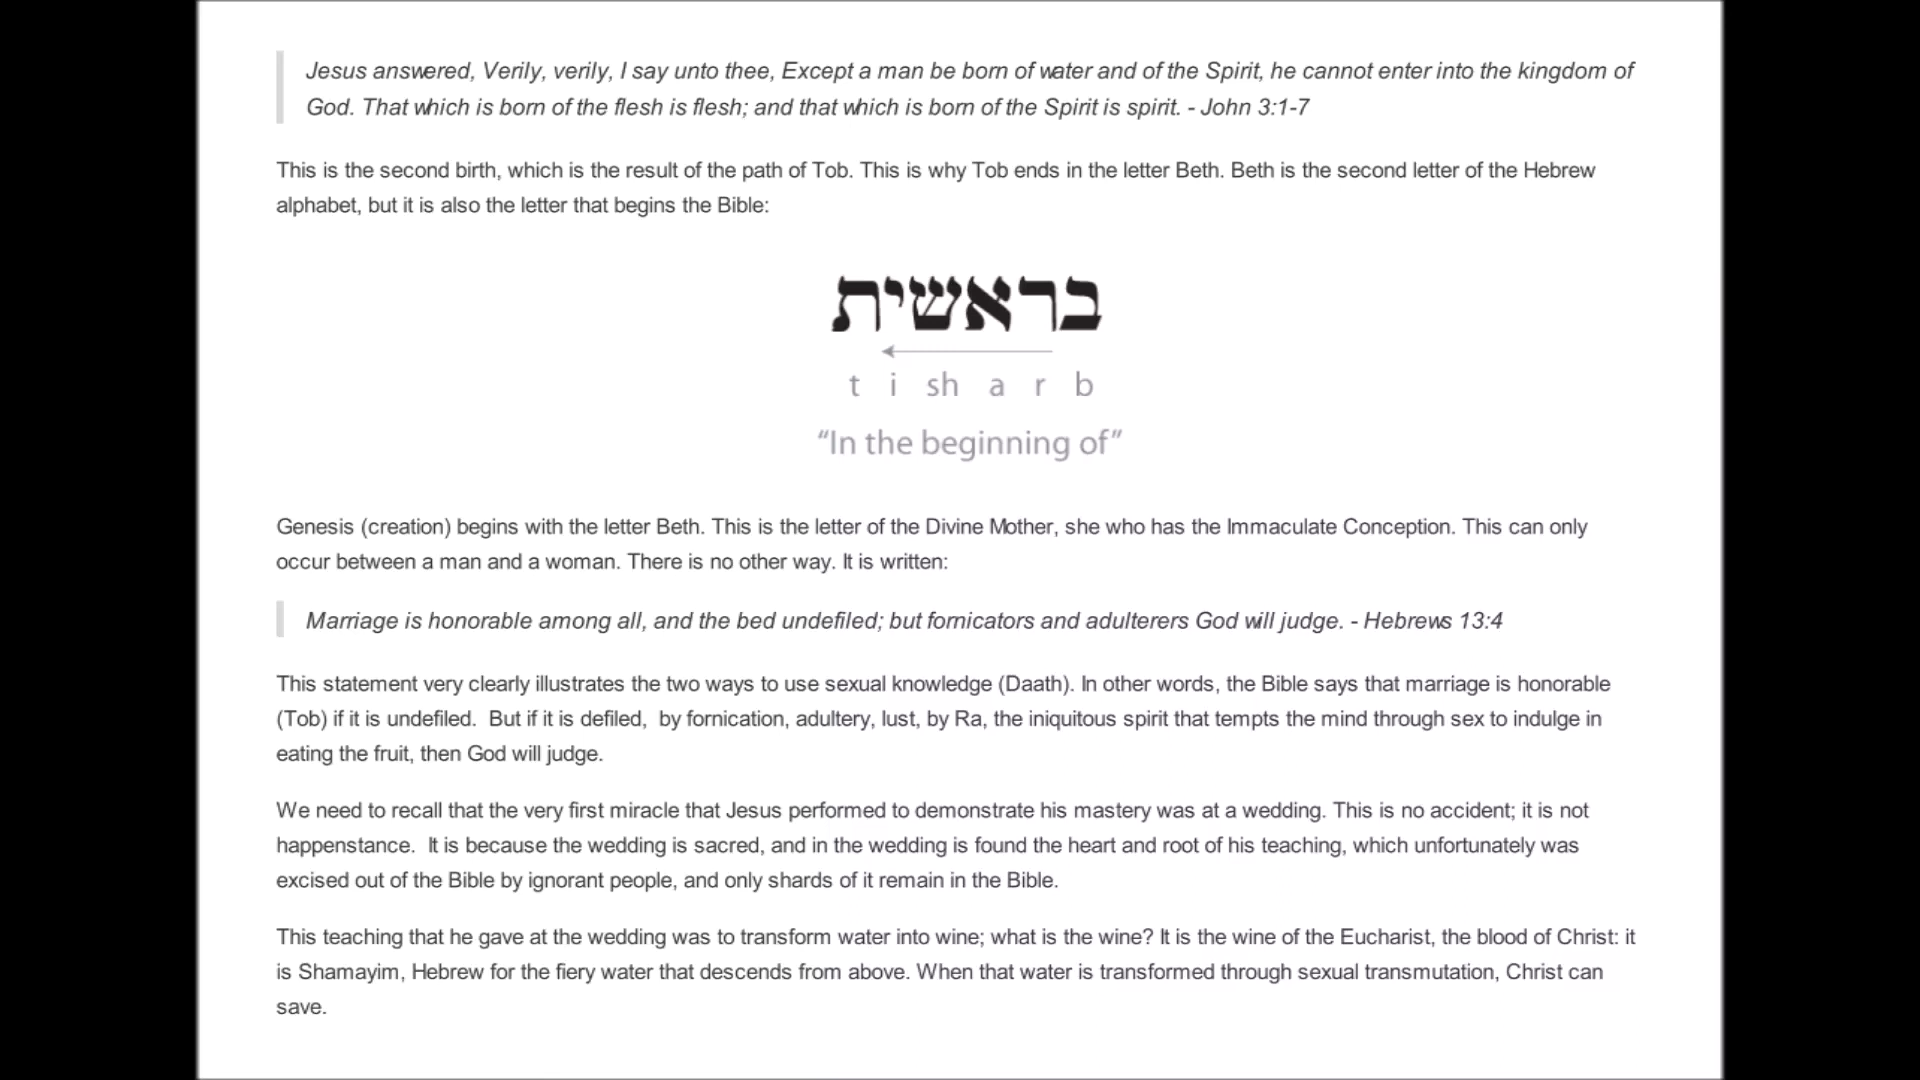 Jesus answered, Verily, verily, I say unto thee, Except a man be born of water and of the Spirit, he cannot enter into the kingdom of
God. That which is born of the flesh is flesh; and that which is born of the Spirit is spirit. - John 3:1-7
This is the second birth, which is the result of the path of Tob. This is why Tob ends in the letter Beth. Beth is the second letter of the Hebrew
alphabet, but it is also the letter that begins the Bible:
בראשית
t i sh a r b
“In the beginning of”
Genesis (creation) begins with the letter Beth. This is the letter of the Divine Mother, she who has the Immaculate Conception. This can only
occur between a man and a woman. There is no other way. It is written:
Marriage is honorable among all, and the bed undefiled; but fornicators and adulterers God will judge. - Hebrews 13:4
This statement very clearly illustrates the two ways to use sexual knowledge (Daath). In other words, the Bible says that marriage is honorable
(Tob) if it is undefiled.  But if it is defiled,  by fornication, adultery, lust, by Ra, the iniquitous spirit that tempts the mind through sex to indulge in
eating the fruit, then God will judge.
We need to recall that the very first miracle that Jesus performed to demonstrate his mastery was at a wedding. This is no accident; it is not
happenstance.  It is because the wedding is sacred, and in the wedding is found the heart and root of his teaching, which unfortunately was
excised out of the Bible by ignorant people, and only shards of it remain in the Bible.
This teaching that he gave at the wedding was to transform water into wine; what is the wine? It is the wine of the Eucharist, the blood of Christ: it
is Shamayim, Hebrew for the fiery water that descends from above. When that water is transformed through sexual transmutation, Christ can
save.